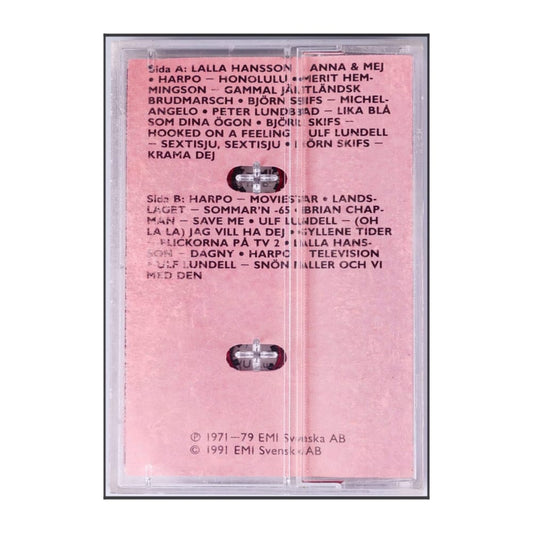 Sida A: LALLA HANSSON – ANNA & MEJ
• HARPO – HONOLULU • MERIT HEM-
MINGSON – GAMMAL JÄMTLÄNDSK
BRUDMARSCH • BJÖRN SKIFS – MICHEL-
ANGELO • PETER LUNDBLAD – LIKA BLÅ
SOM DINA ÖGON • BJÖRN SKIFS –
HOOKED ON A FEELING • ULF LUNDELL
– SEXTISJU, SEXTISJU • BJÖRN SKIFS –
KRAMA DEJ
Sida B: HARPO – MOVIESTAR • LANDS-
LAGET – SOMMAR'N -65 • BRIAN CHAP-
MAN – SAVE ME • ULF LUNDELL – (OH
LA LA) JAG VILL HA DEJ • GYLLENE TIDER
– FLICKORNA PÅ TV 2 • LALLA HANS-
SON – DAGNY • HARPO – TELEVISION
• ULF LUNDELL – SNÖN FALLER OCH VI
MED DEN
℗ 1971–79 EMI Svenska AB
© 1991 EMI Svenska AB